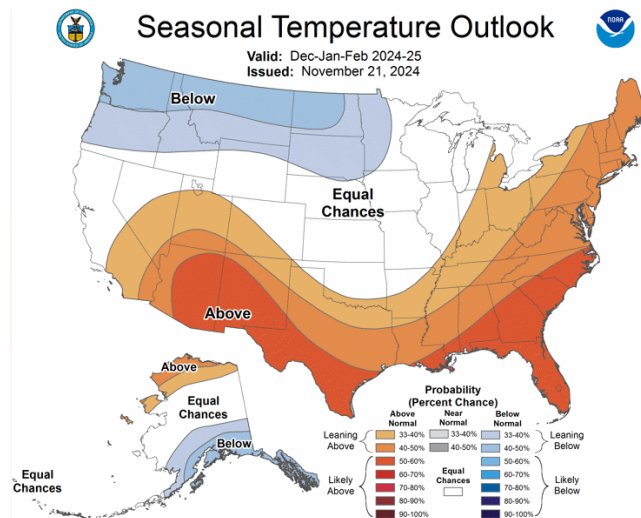 Seasonal Temperature Outlook
NOAA
Valid: Dec-Jan-Feb 2024-25
Issued: November 21, 2024
Below
Equal
Chances
Above
Above
Equal
Chances
Below
Equal
Chances
Probability
(Percent Chance)
Above
Normal
Near
Normal
Below
Normal
Leaning
Above
33-40%
33-40%
33-40%
Leaning
Below
40-50%
40-50%
40-50%
Likely
Above
50-60%
Equal
Chances
50-60%
Likely
Below
60-70%
60-70%
70-80%
70-80%
80-90%
80-90%
90-100%
90-100%